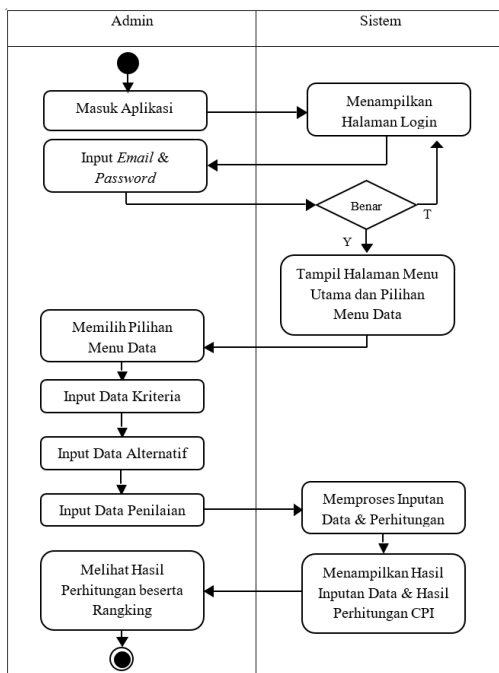 Admin
Sistem
Masuk Aplikasi
Menampilkan
Halaman Login
Input Email &
Password
Benar
T
Y
Tampil Halaman Menu
Utama dan Pilihan
Menu Data
Memilih Pilihan
Menu Data
Input Data Kriteria
Input Data Alternatif
Input Data Penilaian
Memproses Inputan
Data & Perhitungan
Menampilkan Hasil
Inputan Data & Hasil
Perhitungan CPI
Melihat Hasil
Perhitungan beserta
Rangking